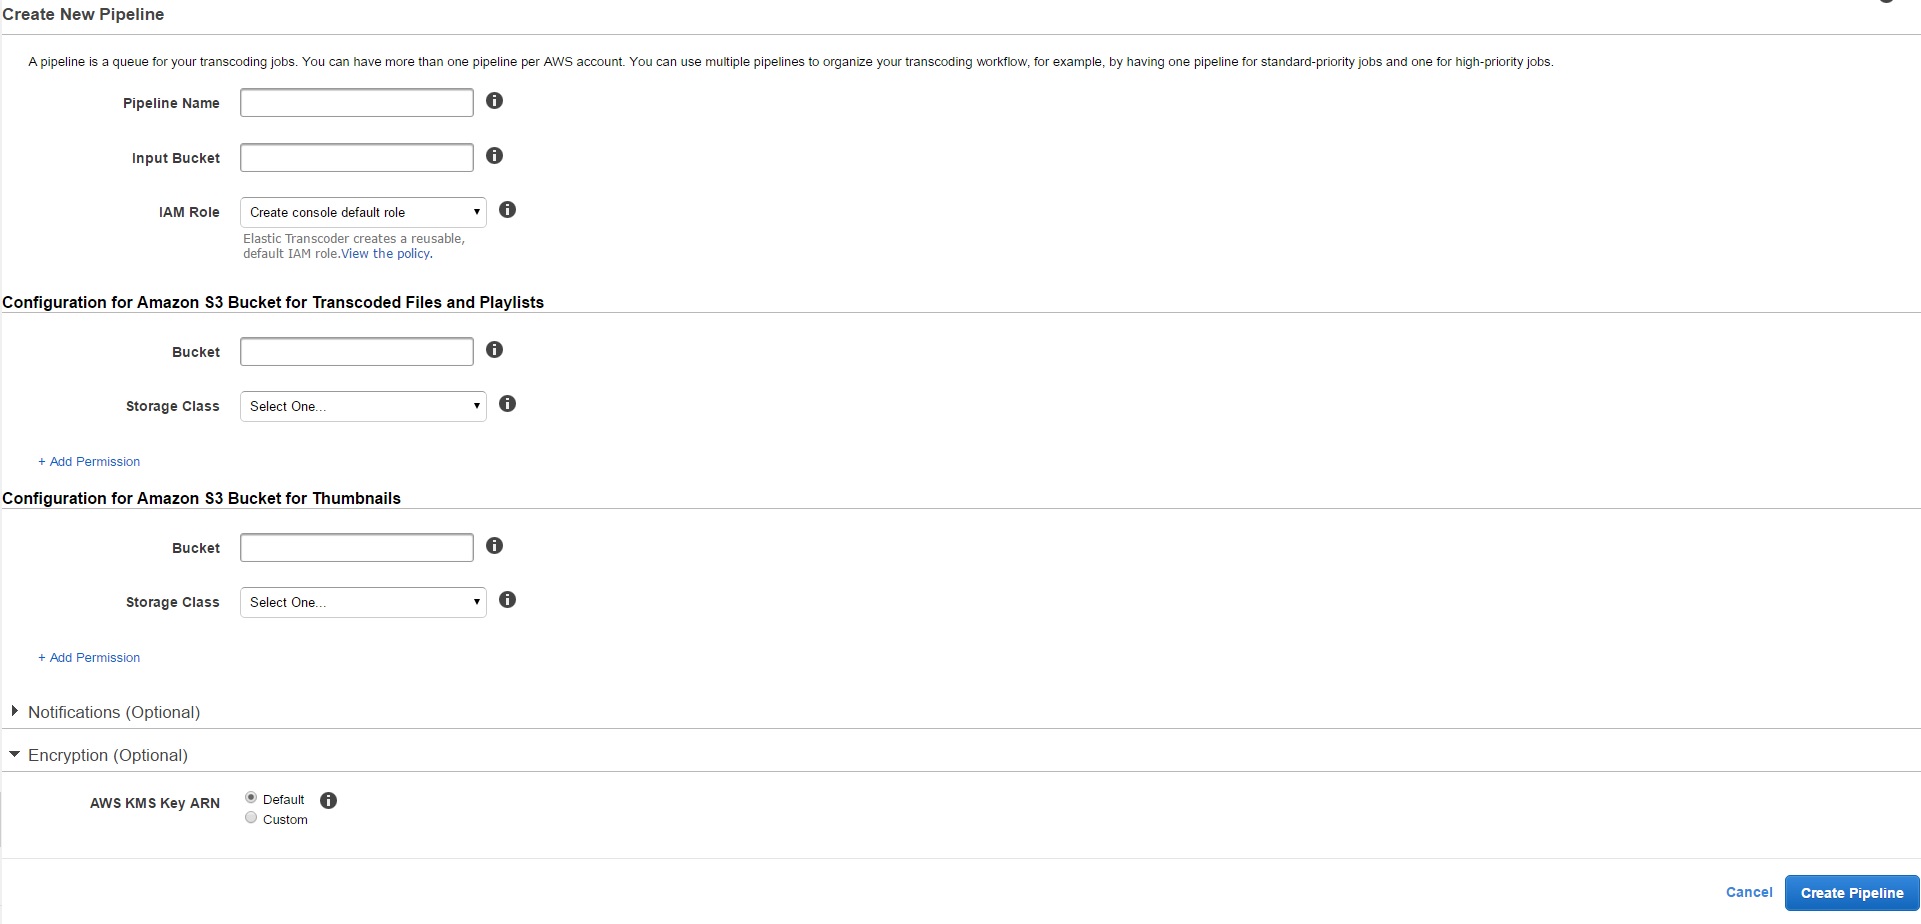 Create New Pipeline
A pipeline is a queue for your transcoding jobs. You can have more than one pipeline per AWS account. You can use multiple pipelines to organize your transcoding workflow, for example, by having one pipeline for standard-priority jobs and one for high-priority jobs.
Pipeline Name
Input Bucket
IAM Role Create console default role
Elastic Transcoder creates a reusable,
default IAM role.View the policy.
Configuration for Amazon S3 Bucket for Transcoded Files and Playlists
Bucket
Storage Class Select One...
+ Add Permission
Configuration for Amazon S3 Bucket for Thumbnails
Bucket
Storage Class Select One...
+ Add Permission
Notifications (Optional)
Encryption (Optional)
AWS KMS Key ARN Default
Custom
Cancel Create Pipeline